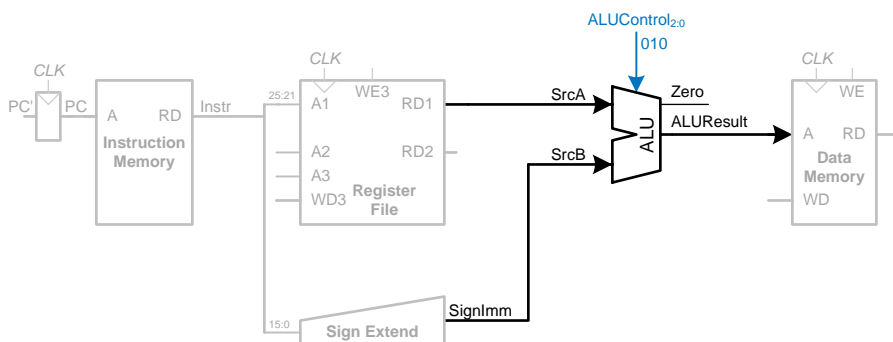 ALUControl2:0
010
CLK
PC'
PC
A
RD
Instruction
Memory
Instr
25:21
CLK
A1
WE3
RD1
A2
RD2
A3
WD3
Register
File
15:0
Sign Extend
SignImm
SrcA
SrcB
ALU
Zero
ALUResult
CLK
WE
A
RD
Data
Memory
WD